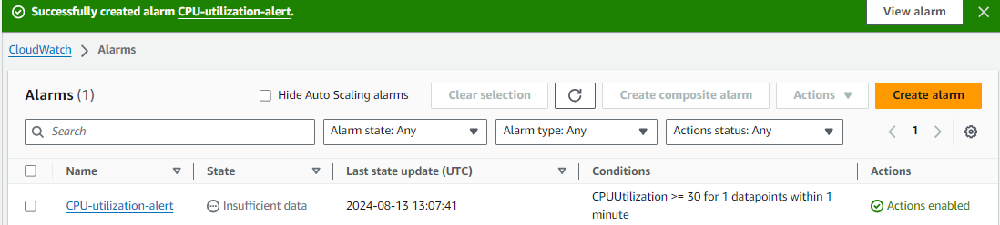 Successfully created alarm CPU-utilization-alert.
View alarm
CloudWatch
Alarms
Alarms (1)
Hide Auto Scaling alarms
Clear selection
Create composite alarm
Actions
Create alarm
Search
Alarm state: Any
Alarm type: Any
Actions status: Any
1
Name
State
Last state update (UTC)
Conditions
Actions
CPU-utilization-alert
Insufficient data
2024-08-13 13:07:41
CPUUtilization >= 30 for 1 datapoints within 1
minute
Actions enabled